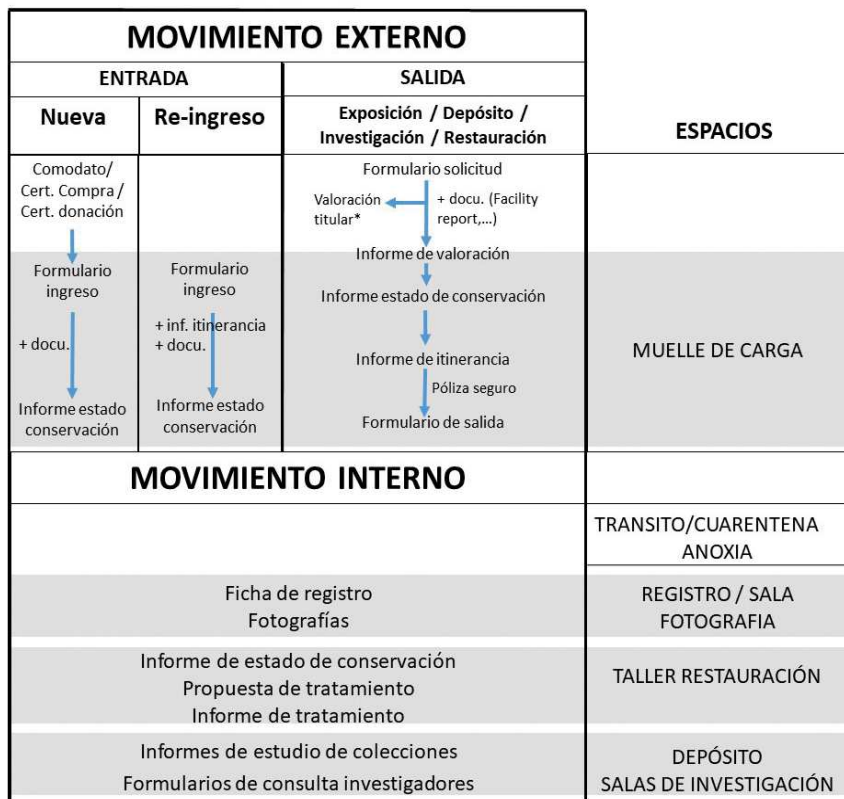 MOVIMIENTO EXTERNO
ENTRADA
SALIDA
Nueva
Re-ingreso
Exposición / Depósito /
Investigación / Restauración
ESPACIOS
Comodato/
Cert. Compra /
Cert. donación
Formulario
ingreso
+ docu.
Informe estado
conservación
Formulario
ingreso
+ inf. itinerancia
+ docu.
Informe estado
conservación
Formulario solicitud
Valoración
titular*
+ docu. (Facility
report,...)
Informe de valoración
Informe estado de conservación
Informe de itinerancia
Póliza seguro
Formulario de salida
MUELLE DE CARGA
MOVIMIENTO INTERNO
TRANSITO/CUARENTENA
ANOXIA
Ficha de registro
Fotografías
REGISTRO / SALA
FOTOGRAFIA
Informe de estado de conservación
Propuesta de tratamiento
Informe de tratamiento
TALLER RESTAURACIÓN
Informes de estudio de colecciones
Formularios de consulta investigadores
DEPÓSITO
SALAS DE INVESTIGACIÓN